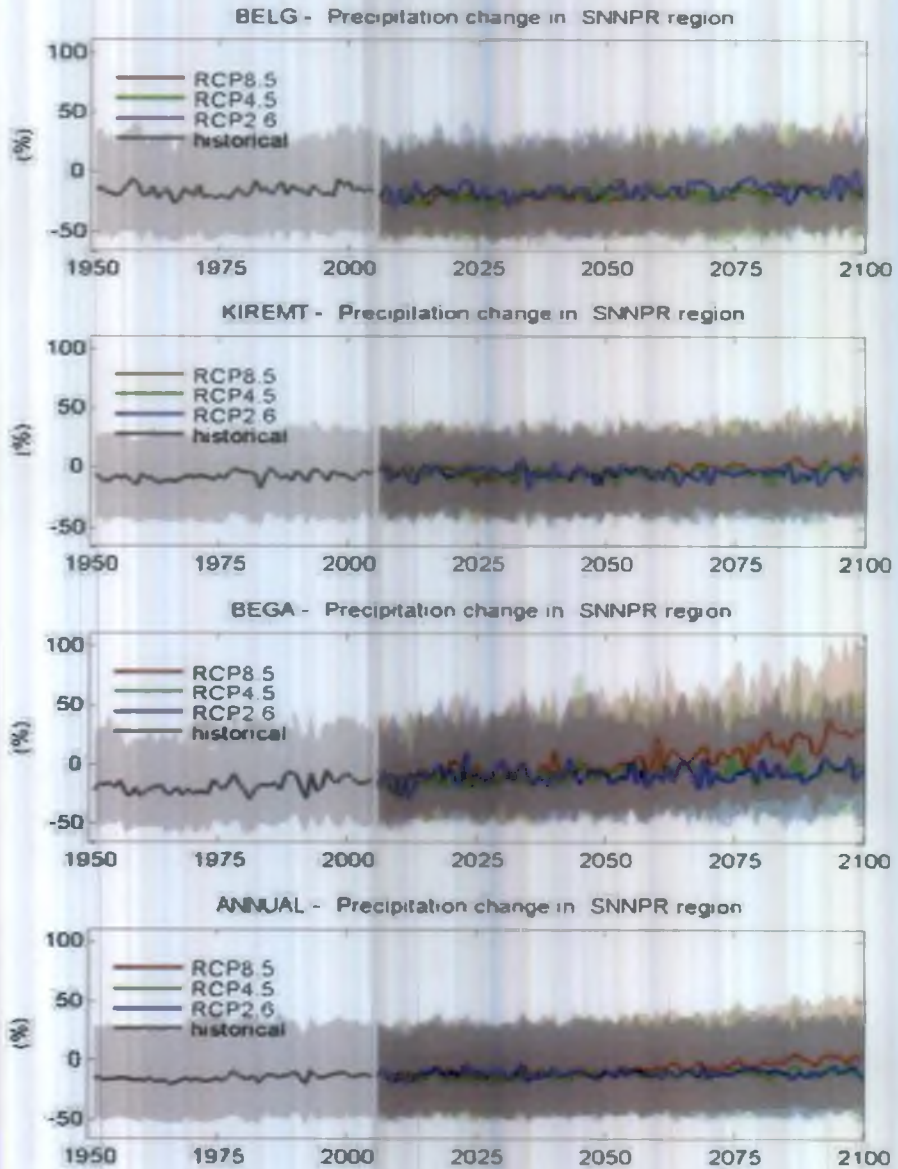 BELG - Precipitation change in SNNPR region
100
50
0
-50
(%)
RCP8.5
RCP4.5
RCP2.6
historical
1950 1975 2000 2025 2050 2075 2100
KIREMT - Precipitation change in SNNPR region
100
50
0
-50
(%)
RCP8.5
RCP4.5
RCP2.6
historical
1950 1975 2000 2025 2050 2075 2100
BEGA - Precipitation change in SNNPR region
100
50
0
-50
(%)
RCP8.5
RCP4.5
RCP2.6
historical
1950 1975 2000 2025 2050 2075 2100
ANNUAL - Precipitation change in SNNPR region
100
50
0
-50
(%)
RCP8.5
RCP4.5
RCP2.6
historical
1950 1975 2000 2025 2050 2075 2100